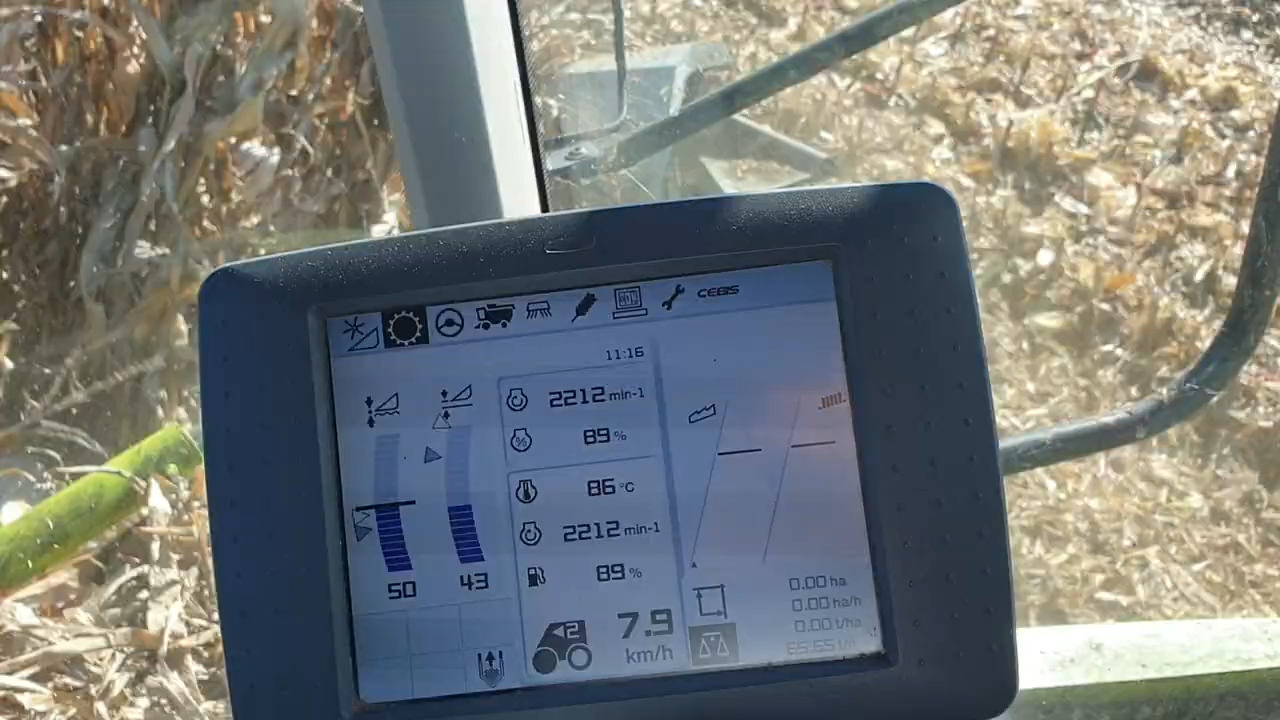 CEBIS
11:16
2212 min-1
89 %
86 °C
2212 min-1
89 %
50
43
2
7.9
km/h
0.00 ha
0.00 ha/h
0.00 t/ha